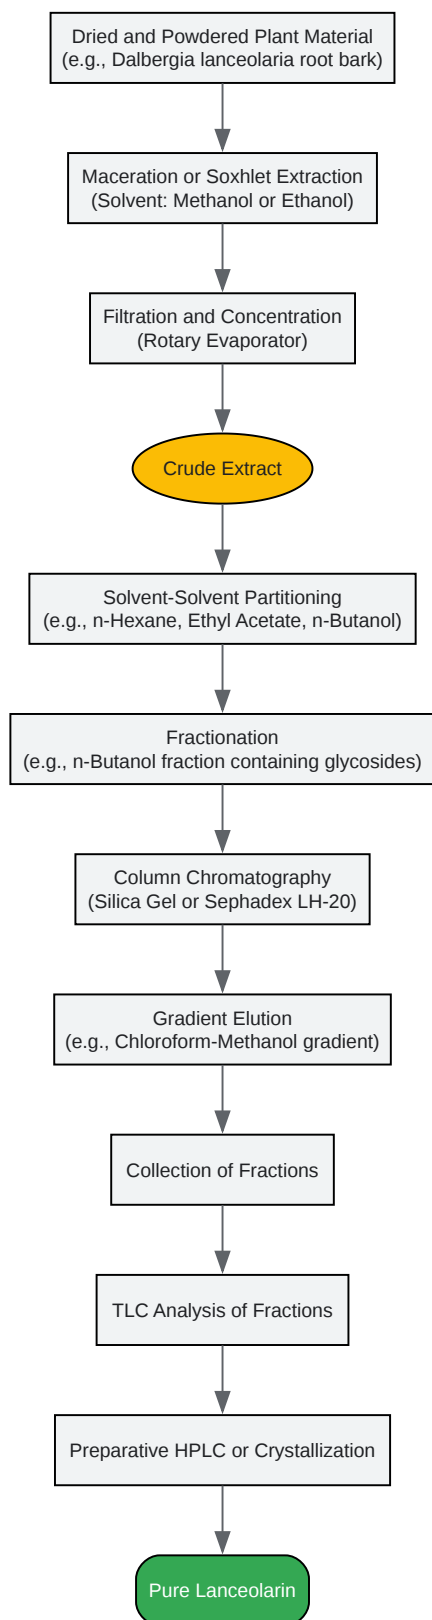 Dried and Powdered Plant Material
(e.g., Dalbergia lanceolaria root bark)
Maceration or Soxhlet Extraction
(Solvent: Methanol or Ethanol)
Filtration and Concentration
(Rotary Evaporator)
Crude Extract
Solvent-Solvent Partitioning
(e.g., n-Hexane, Ethyl Acetate, n-Butanol)
Fractionation
(e.g., n-Butanol fraction containing glycosides)
Column Chromatography
(Silica Gel or Sephadex LH-20)
Gradient Elution
(e.g., Chloroform-Methanol gradient)
Collection of Fractions
TLC Analysis of Fractions
Preparative HPLC or Crystallization
Pure Lanceolarin